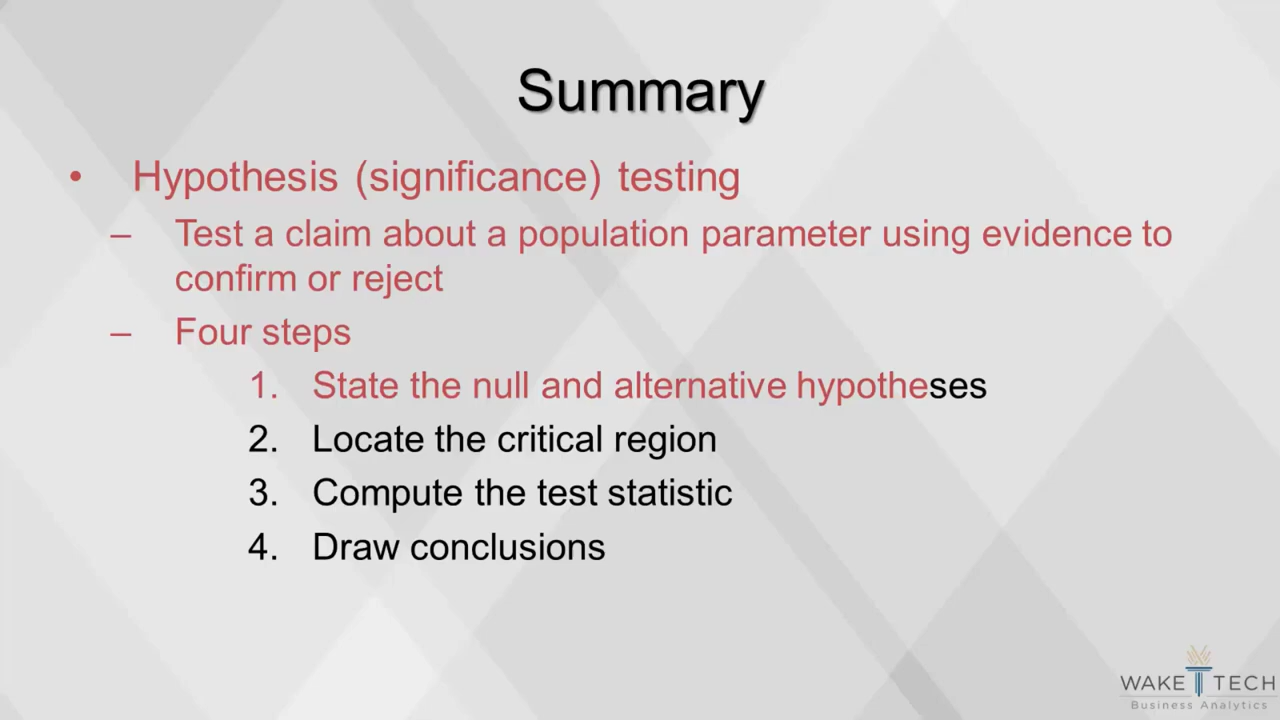 Summary
• Hypothesis (significance) testing
– Test a claim about a population parameter using evidence to
confirm or reject
– Four steps
1. State the null and alternative hypotheses
2. Locate the critical region
3. Compute the test statistic
4. Draw conclusions
WAKE TECH
Business Analytics